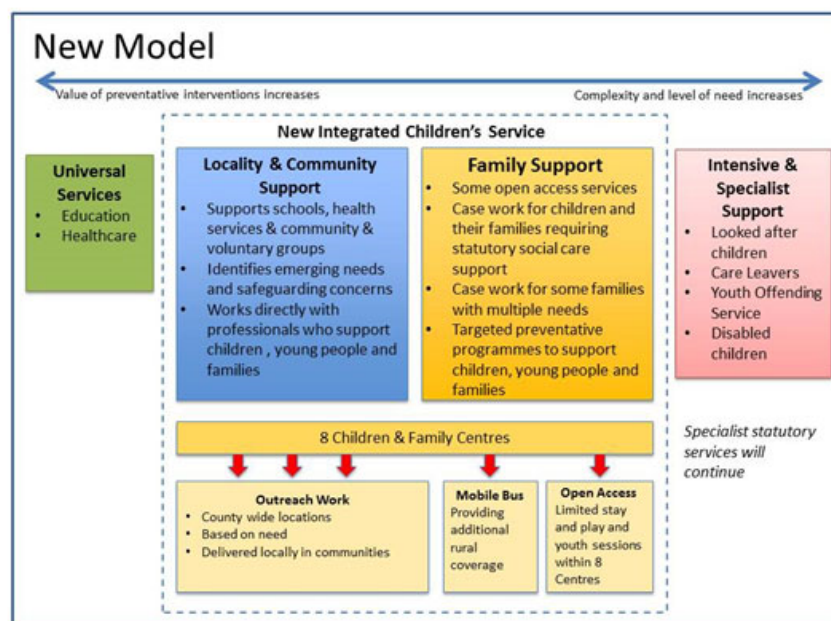 New Model
Value of preventative interventions increases
Complexity and level of need increases
New Integrated Children's Service
Universal
Services
• Education
• Healthcare
Locality & Community
Support
• Supports schools, health
services & community &
voluntary groups
• Identifies emerging needs
and safeguarding concerns
• Works directly with
professionals who support
children , young people and
families
Family Support
• Some open access services
• Case work for children and
their families requiring
statutory social care
support
• Case work for some families
with multiple needs
• Targeted preventative
programmes to support
children, young people and
families
Intensive &
Specialist
Support
• Looked after
children
• Care Leavers
• Youth Offending
Service
• Disabled
children
8 Children & Family Centres
Specialist statutory
services will
continue
Outreach Work
• County wide locations
• Based on need
• Delivered locally in communities
Mobile Bus
Providing
additional
rural
coverage
Open Access
Limited stay
and play and
youth sessions
within 8
Centres